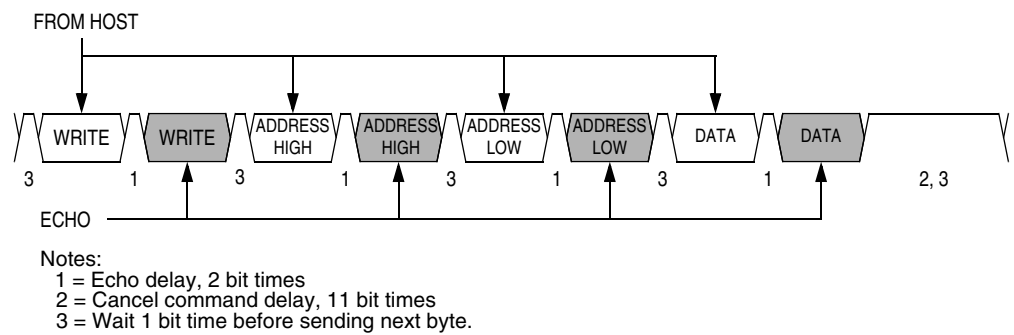 FROM HOST
WRITE WRITE ADDRESS HIGH ADDRESS HIGH ADDRESS LOW ADDRESS LOW DATA DATA
3 1 3 1 3 1 3 1 2, 3
ECHO
Notes:
1 = Echo delay, 2 bit times
2 = Cancel command delay, 11 bit times
3 = Wait 1 bit time before sending next byte.